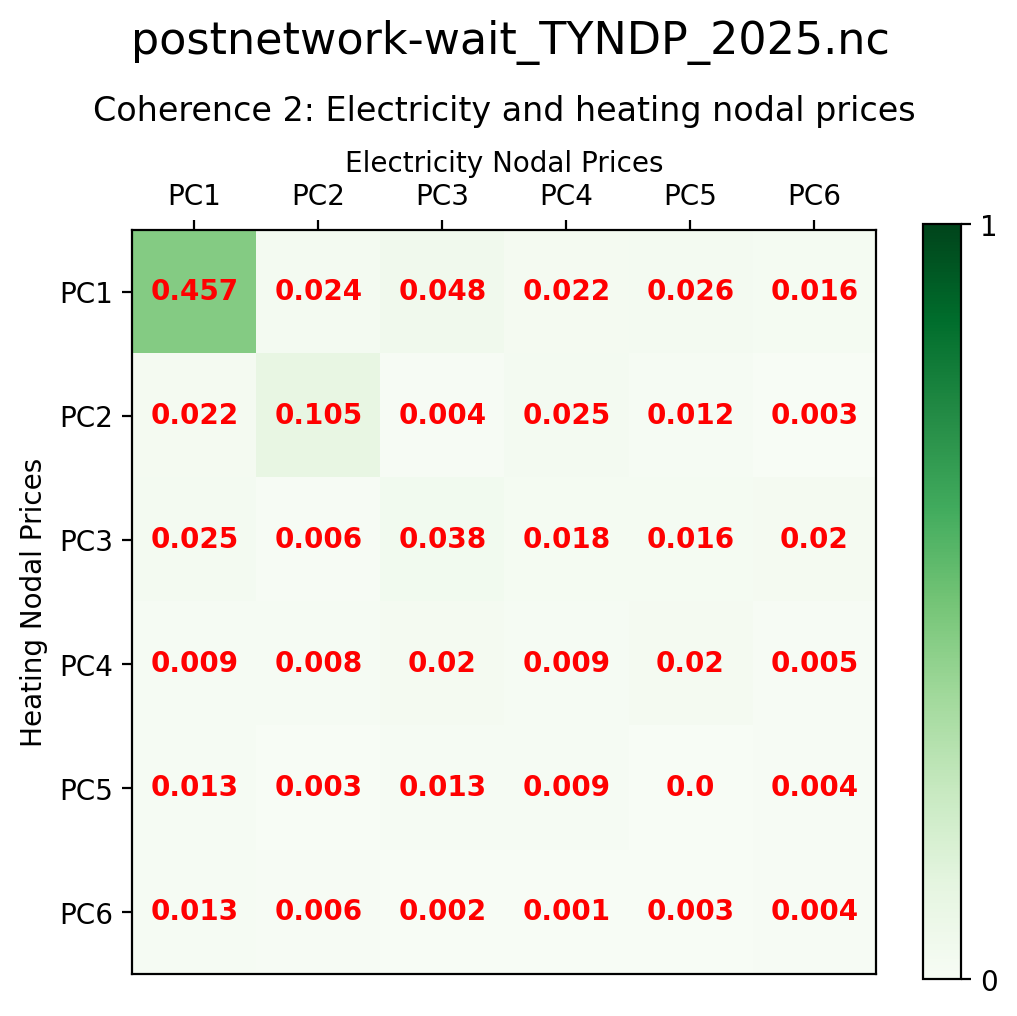 postnetwork-wait_TYNDP_2025.nc
Coherence 2: Electricity and heating nodal prices
Electricity Nodal Prices
PC1 PC2 PC3 PC4 PC5 PC6
1
PC1 0.457 0.024 0.048 0.022 0.026 0.016
PC2 0.022 0.105 0.004 0.025 0.012 0.003
PC3 0.025 0.006 0.038 0.018 0.016 0.02
PC4 0.009 0.008 0.02 0.009 0.02 0.005
PC5 0.013 0.003 0.013 0.009 0.0 0.004
PC6 0.013 0.006 0.002 0.001 0.003 0.004
0
Heating Nodal Prices